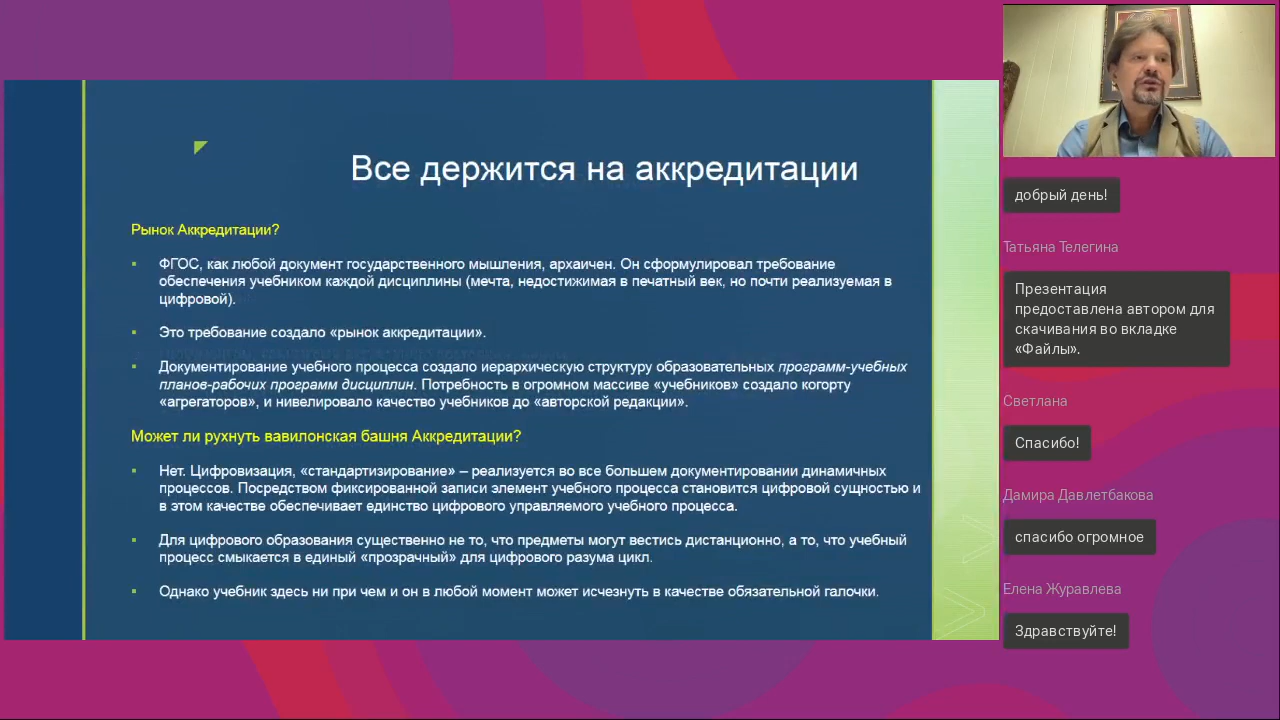 Все держится на аккредитации
Рынок Аккредитации?
ФГОС, как любой документ государственного мышления, архаичен. Он сформулировал требование
обеспечения учебником каждой дисциплины (мечта, недостижимая в печатный век, но почти реализуемая в
цифровой).
Это требование создало «рынок аккредитации».
Документирование учебного процесса создало иерархическую структуру образовательных программ-учебных
планов-рабочих программ дисциплин. Потребность в огромном массиве «учебников» создало когорту
«агрегаторов», и нивелировало качество учебников до «авторской редакции».
Может ли рухнуть вавилонская башня Аккредитации?
Нет. Цифровизация, «стандартизирование» – реализуется во все большем документировании динамичных
процессов. Посредством фиксированной записи элемент учебного процесса становится цифровой сущностью и
в этом качестве обеспечивает единство цифрового управляемого учебного процесса.
Для цифрового образования существенно не то, что предметы могут вестись дистанционно, а то, что учебный
процесс смыкается в единый «прозрачный» для цифрового разума цикл.
Однако учебник здесь ни при чем и он в любой момент может исчезнуть в качестве обязательной галочки.
добрый день!
Татьяна Телегина
Презентация
предоставлена автором для
скачивания во вкладке
«Файлы».
Светлана
Спасибо!
Дамира Давлетбакова
спасибо огромное
Елена Журавлева
Здравствуйте!